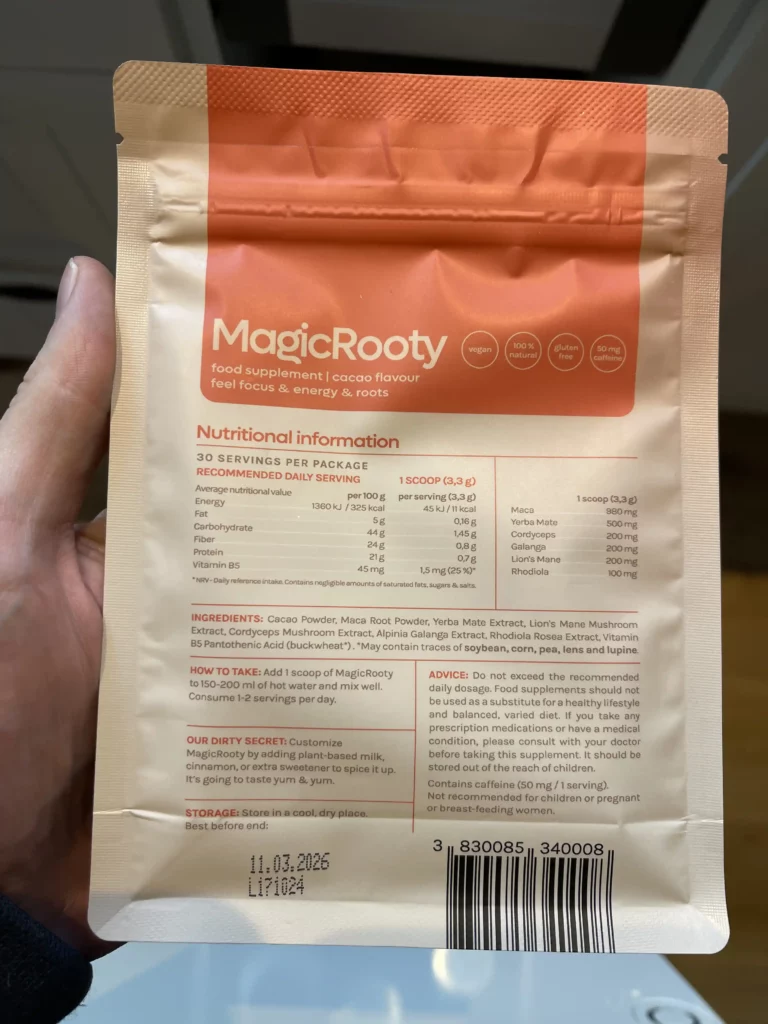 MagicRooty
food supplement | cacao flavour
feel focus & energy & roots
vegan
100%
natural
gluten
free
50 mg
caffeine
Nutritional information
30 SERVINGS PER PACKAGE
RECOMMENDED DAILY SERVING 1 SCOOP (3,3 g)
Average nutritional value per 100 g per serving (3,3 g)
Energy 1360 kJ / 325 kcal 45 kJ / 11 kcal
Fat 5 g 0,16 g
Carbohydrate 44 g 1,45 g
Fiber 24 g 0,8 g
Protein 21 g 0,7 g
Vitamin B5 45 mg 1,5 mg (25 %)*
*NRV - Daily reference intake. Contains negligible amounts of saturated fats, sugars & salts.
1 scoop (3,3 g)
Maca 980 mg
Yerba Mate 500 mg
Cordyceps 200 mg
Galanga 200 mg
Lion's Mane 200 mg
Rhodiola 100 mg
INGREDIENTS: Cacao Powder, Maca Root Powder, Yerba Mate Extract, Lion's Mane Mushroom
Extract, Cordyceps Mushroom Extract, Alpinia Galanga Extract, Rhodiola Rosea Extract, Vitamin
B5 Pantothenic Acid (buckwheat*). *May contain traces of soybean, corn, pea, lens and lupine.
HOW TO TAKE: Add 1 scoop of MagicRooty
to 150-200 ml of hot water and mix well.
Consume 1-2 servings per day.
OUR DIRTY SECRET: Customize
MagicRooty by adding plant-based milk,
cinnamon, or extra sweetener to spice it up.
It's going to taste yum & yum.
STORAGE: Store in a cool, dry place.
Best before end:
11.03.2026
L171024
ADVICE: Do not exceed the recommended
daily dosage. Food supplements should not
be used as a substitute for a healthy lifestyle
and balanced, varied diet. If you take any
prescription medications or have a medical
condition, please consult with your doctor
before taking this supplement. It should be
stored out of the reach of children.
Contains caffeine (50 mg / 1 serving).
Not recommended for children or pregnant
or breast-feeding women.
3 830085 340008